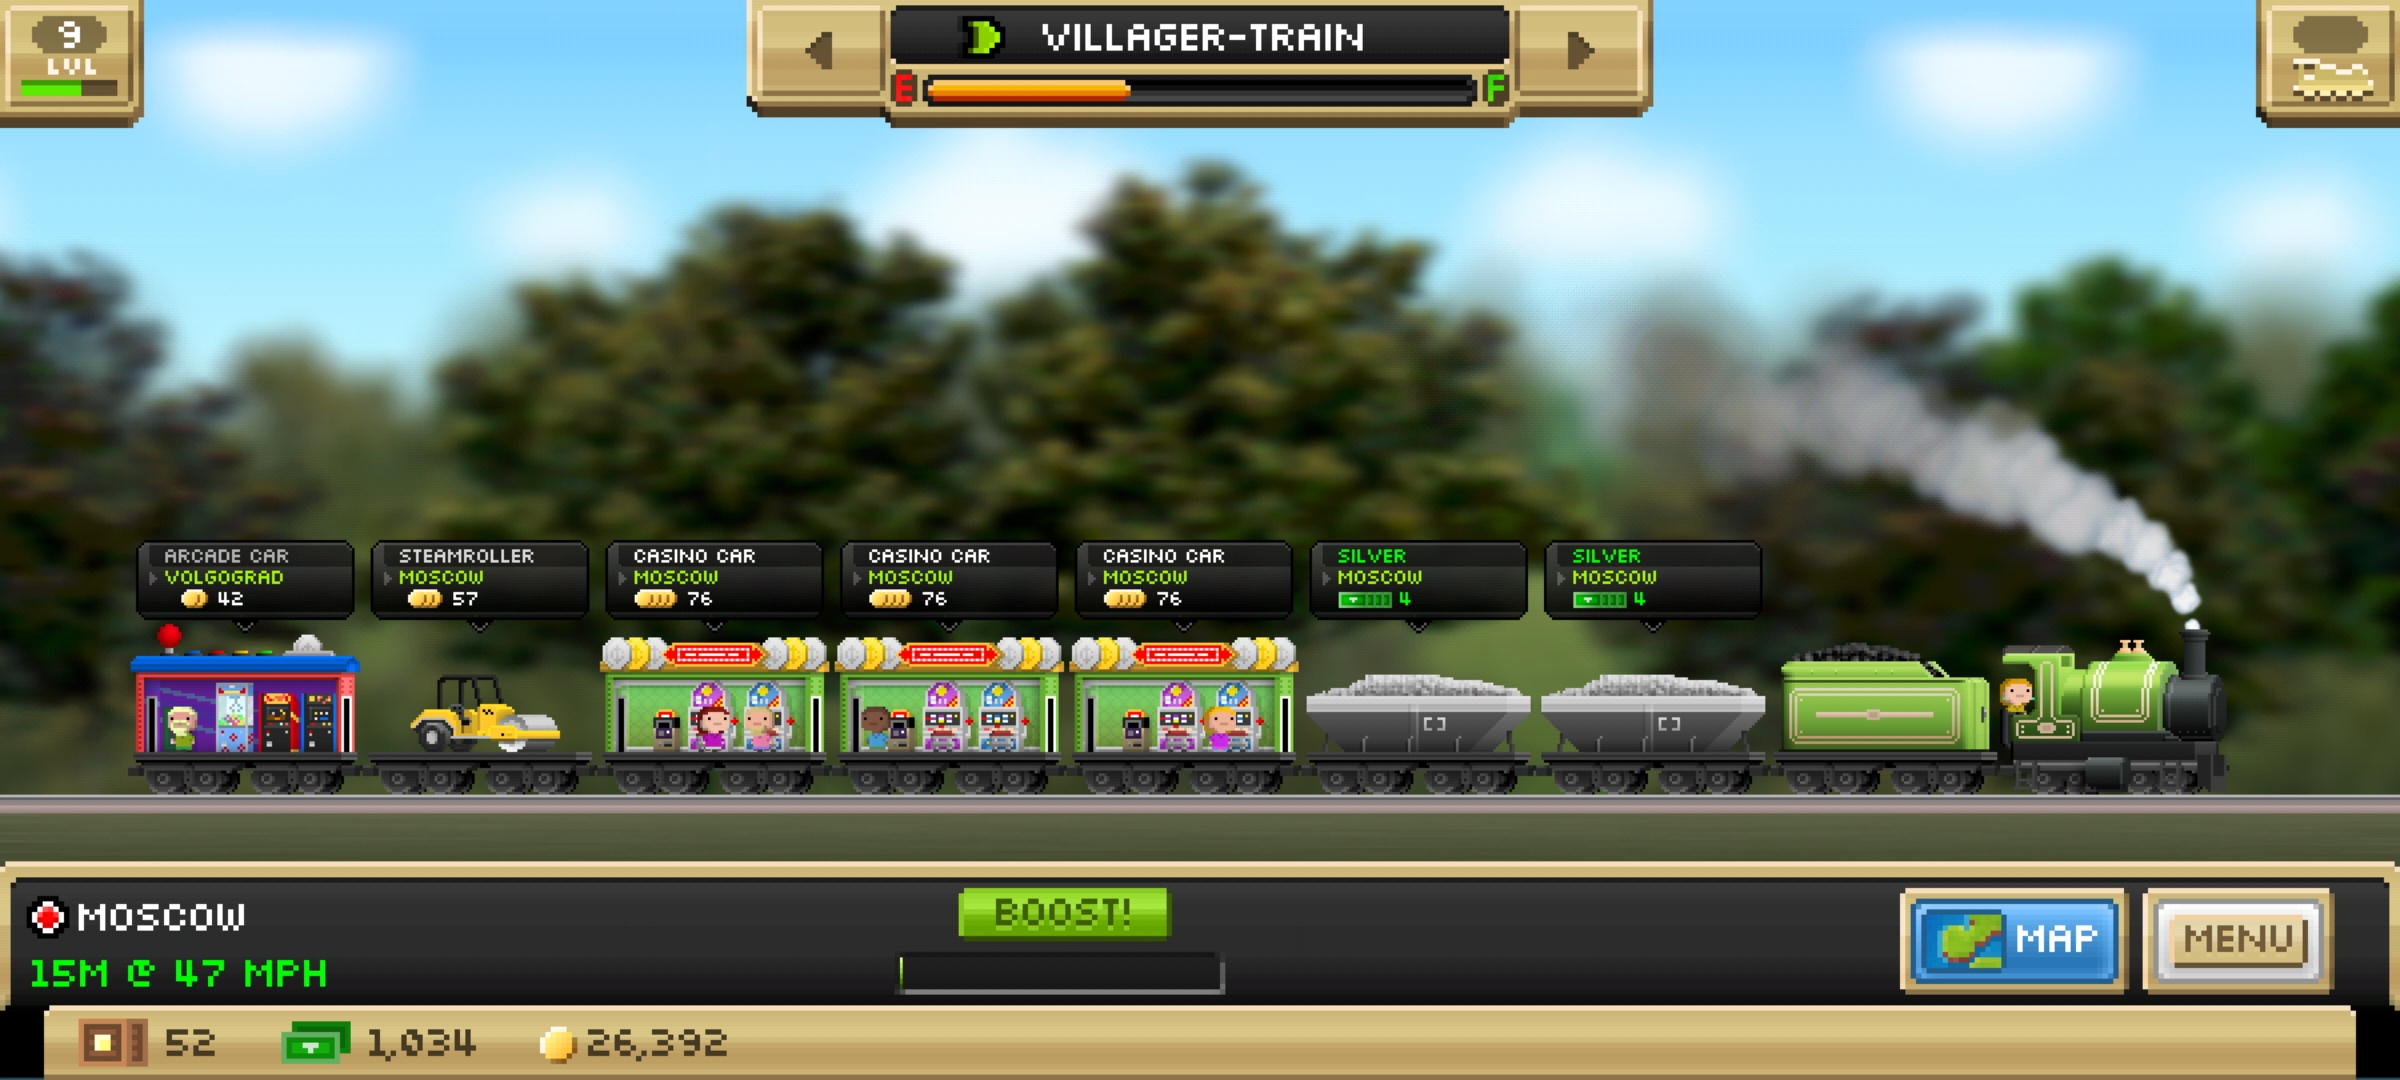 9
LVL
VILLAGER-TRAIN
E F
ARCADE CAR
VOLGOGRAD
42
STEAMROLLER
MOSCOW
57
CASINO CAR
MOSCOW
76
CASINO CAR
MOSCOW
76
CASINO CAR
MOSCOW
76
SILVER
MOSCOW
4
SILVER
MOSCOW
4
MOSCOW
15M @ 47 MPH
BOOST!
MAP
MENU
52
1,034
26,392